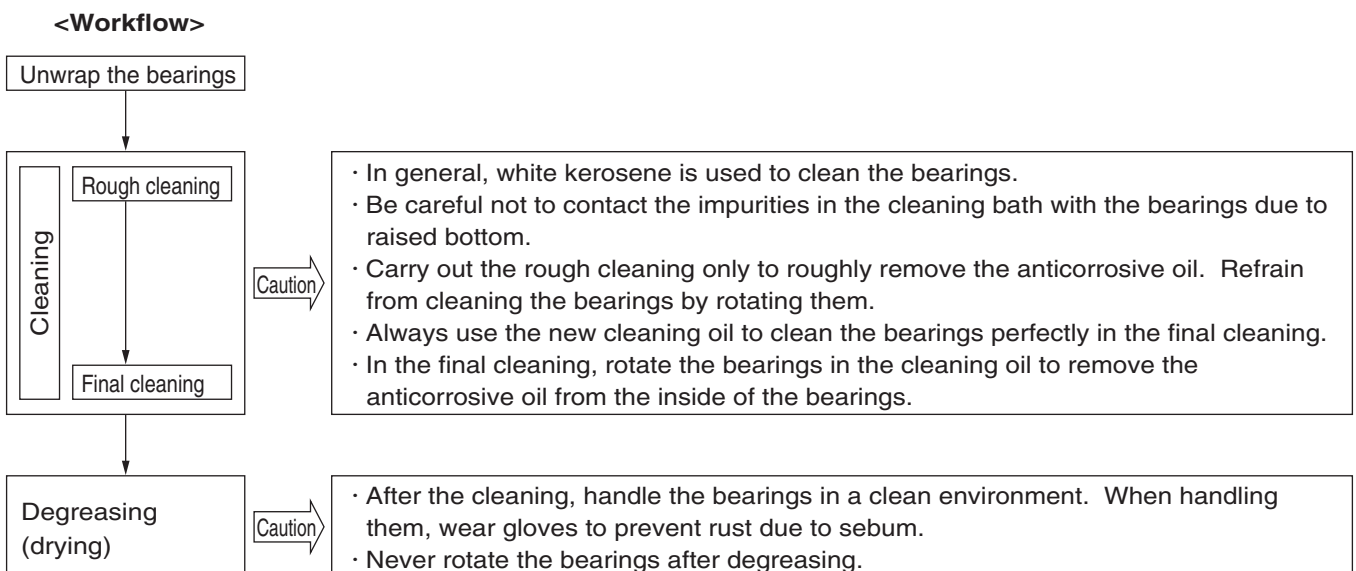 <Workflow>
Unwrap the bearings
Cleaning
Rough cleaning
Final cleaning
Caution
· In general, white kerosene is used to clean the bearings.
· Be careful not to contact the impurities in the cleaning bath with the bearings due to
raised bottom.
· Carry out the rough cleaning only to roughly remove the anticorrosive oil. Refrain
from cleaning the bearings by rotating them.
· Always use the new cleaning oil to clean the bearings perfectly in the final cleaning.
· In the final cleaning, rotate the bearings in the cleaning oil to remove the
anticorrosive oil from the inside of the bearings.
Degreasing
(drying)
Caution
· After the cleaning, handle the bearings in a clean environment. When handling
them, wear gloves to prevent rust due to sebum.
· Never rotate the bearings after degreasing.